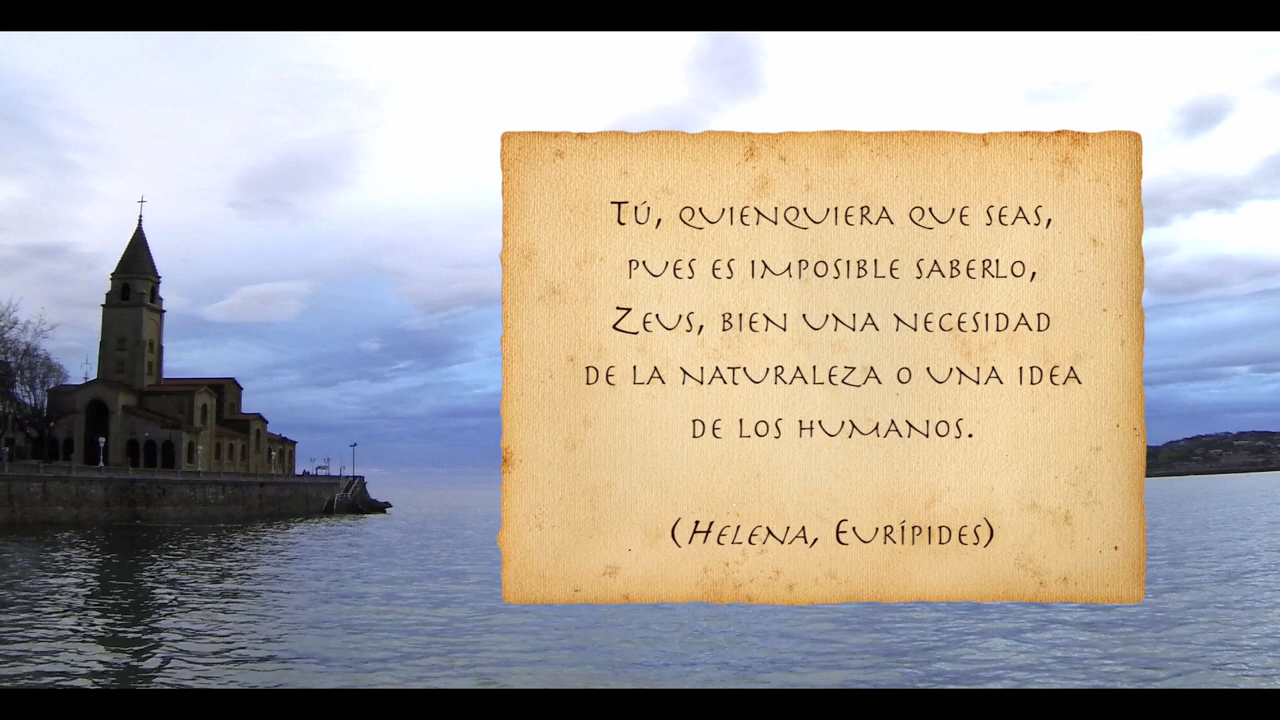 Tú, quienquiera que seas,
pues es imposible saberlo,
Zeus, bien una necesidad
de la naturaleza o una idea
de los humanos.
(Helena, Eurípides)